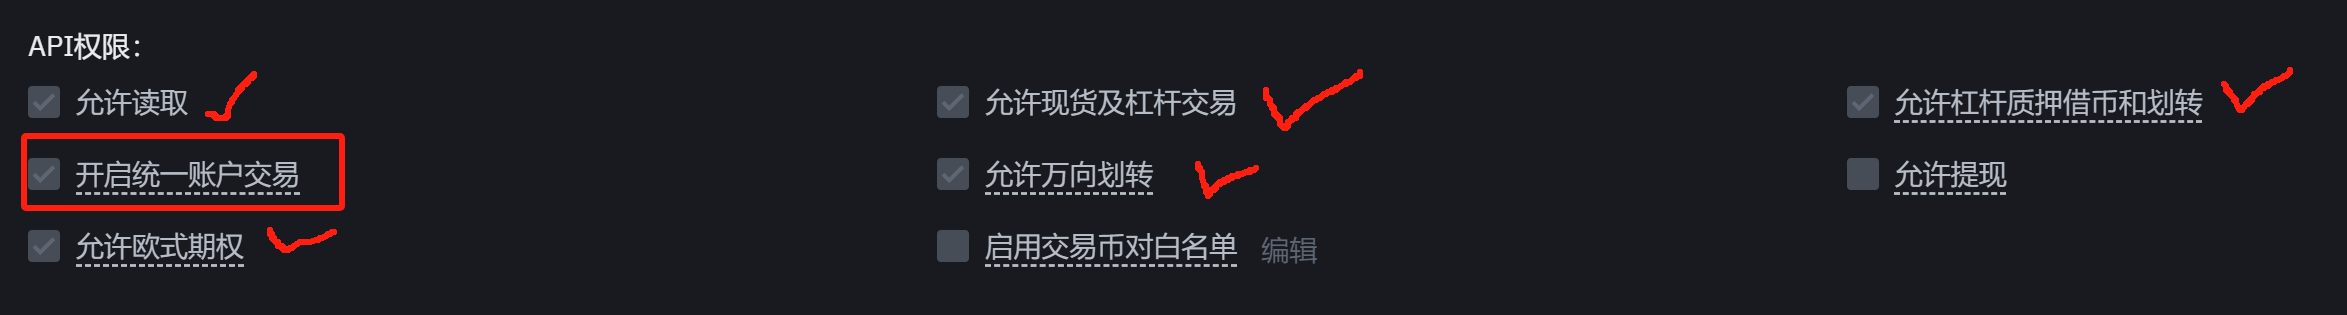 API权限：
允许读取
允许现货及杠杆交易
允许杠杆质押借币和划转
开启统一账户交易
允许万向划转
允许提现
允许欧式期权
启用交易币对白名单 编辑